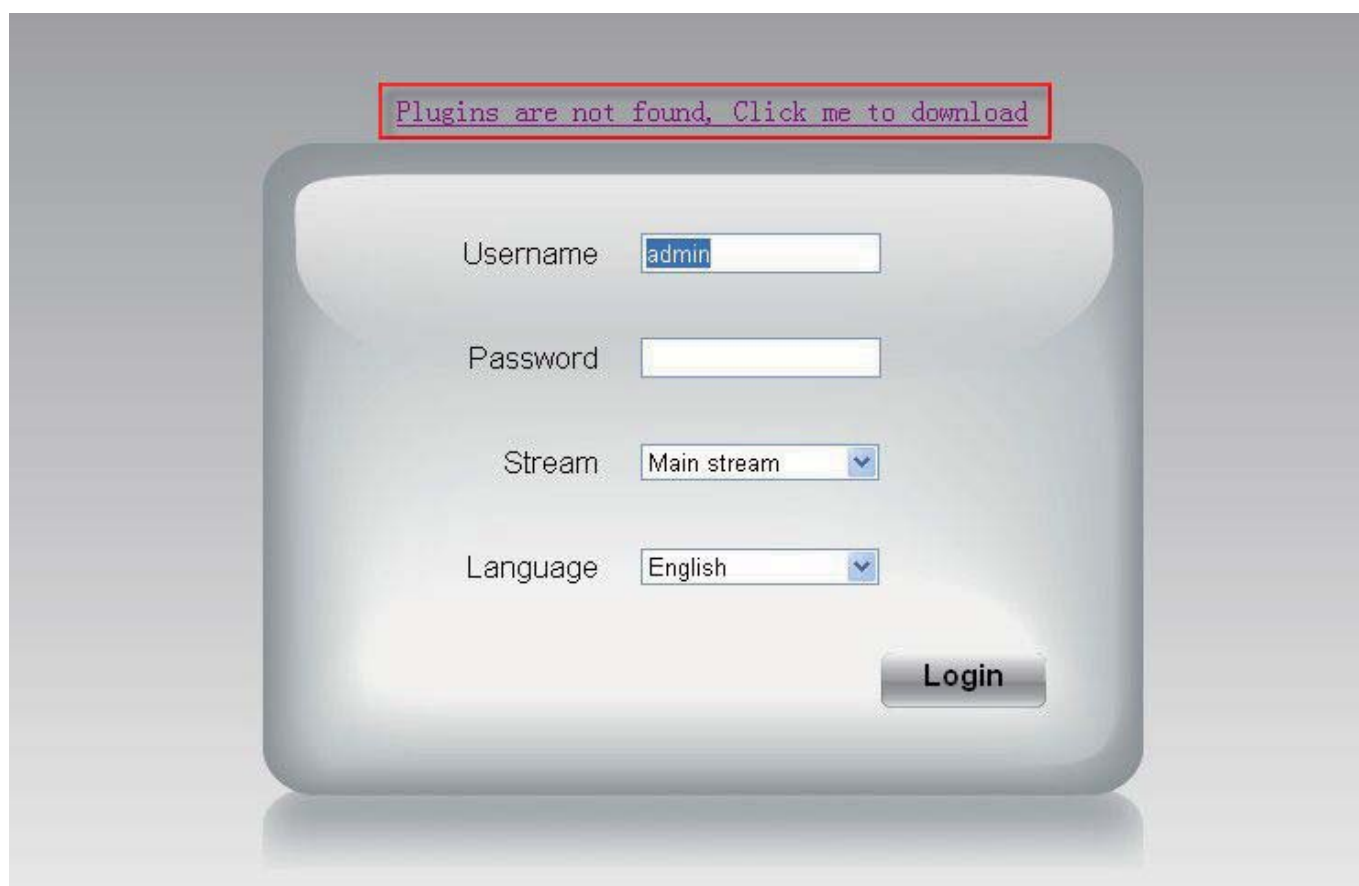 Plugins are not found, Click me to download
Username admin
Password
Stream Main stream
Language English
Login